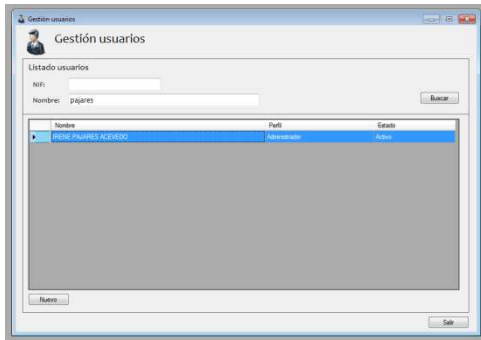 Gestión usuarios
Gestión usuarios
Listado usuarios
NIF:
Nombre: pajares
Buscar
Nombre Perfil Estado
IRENE PAJARES ACEVEDO Administrador Activo
Nuevo
Salir